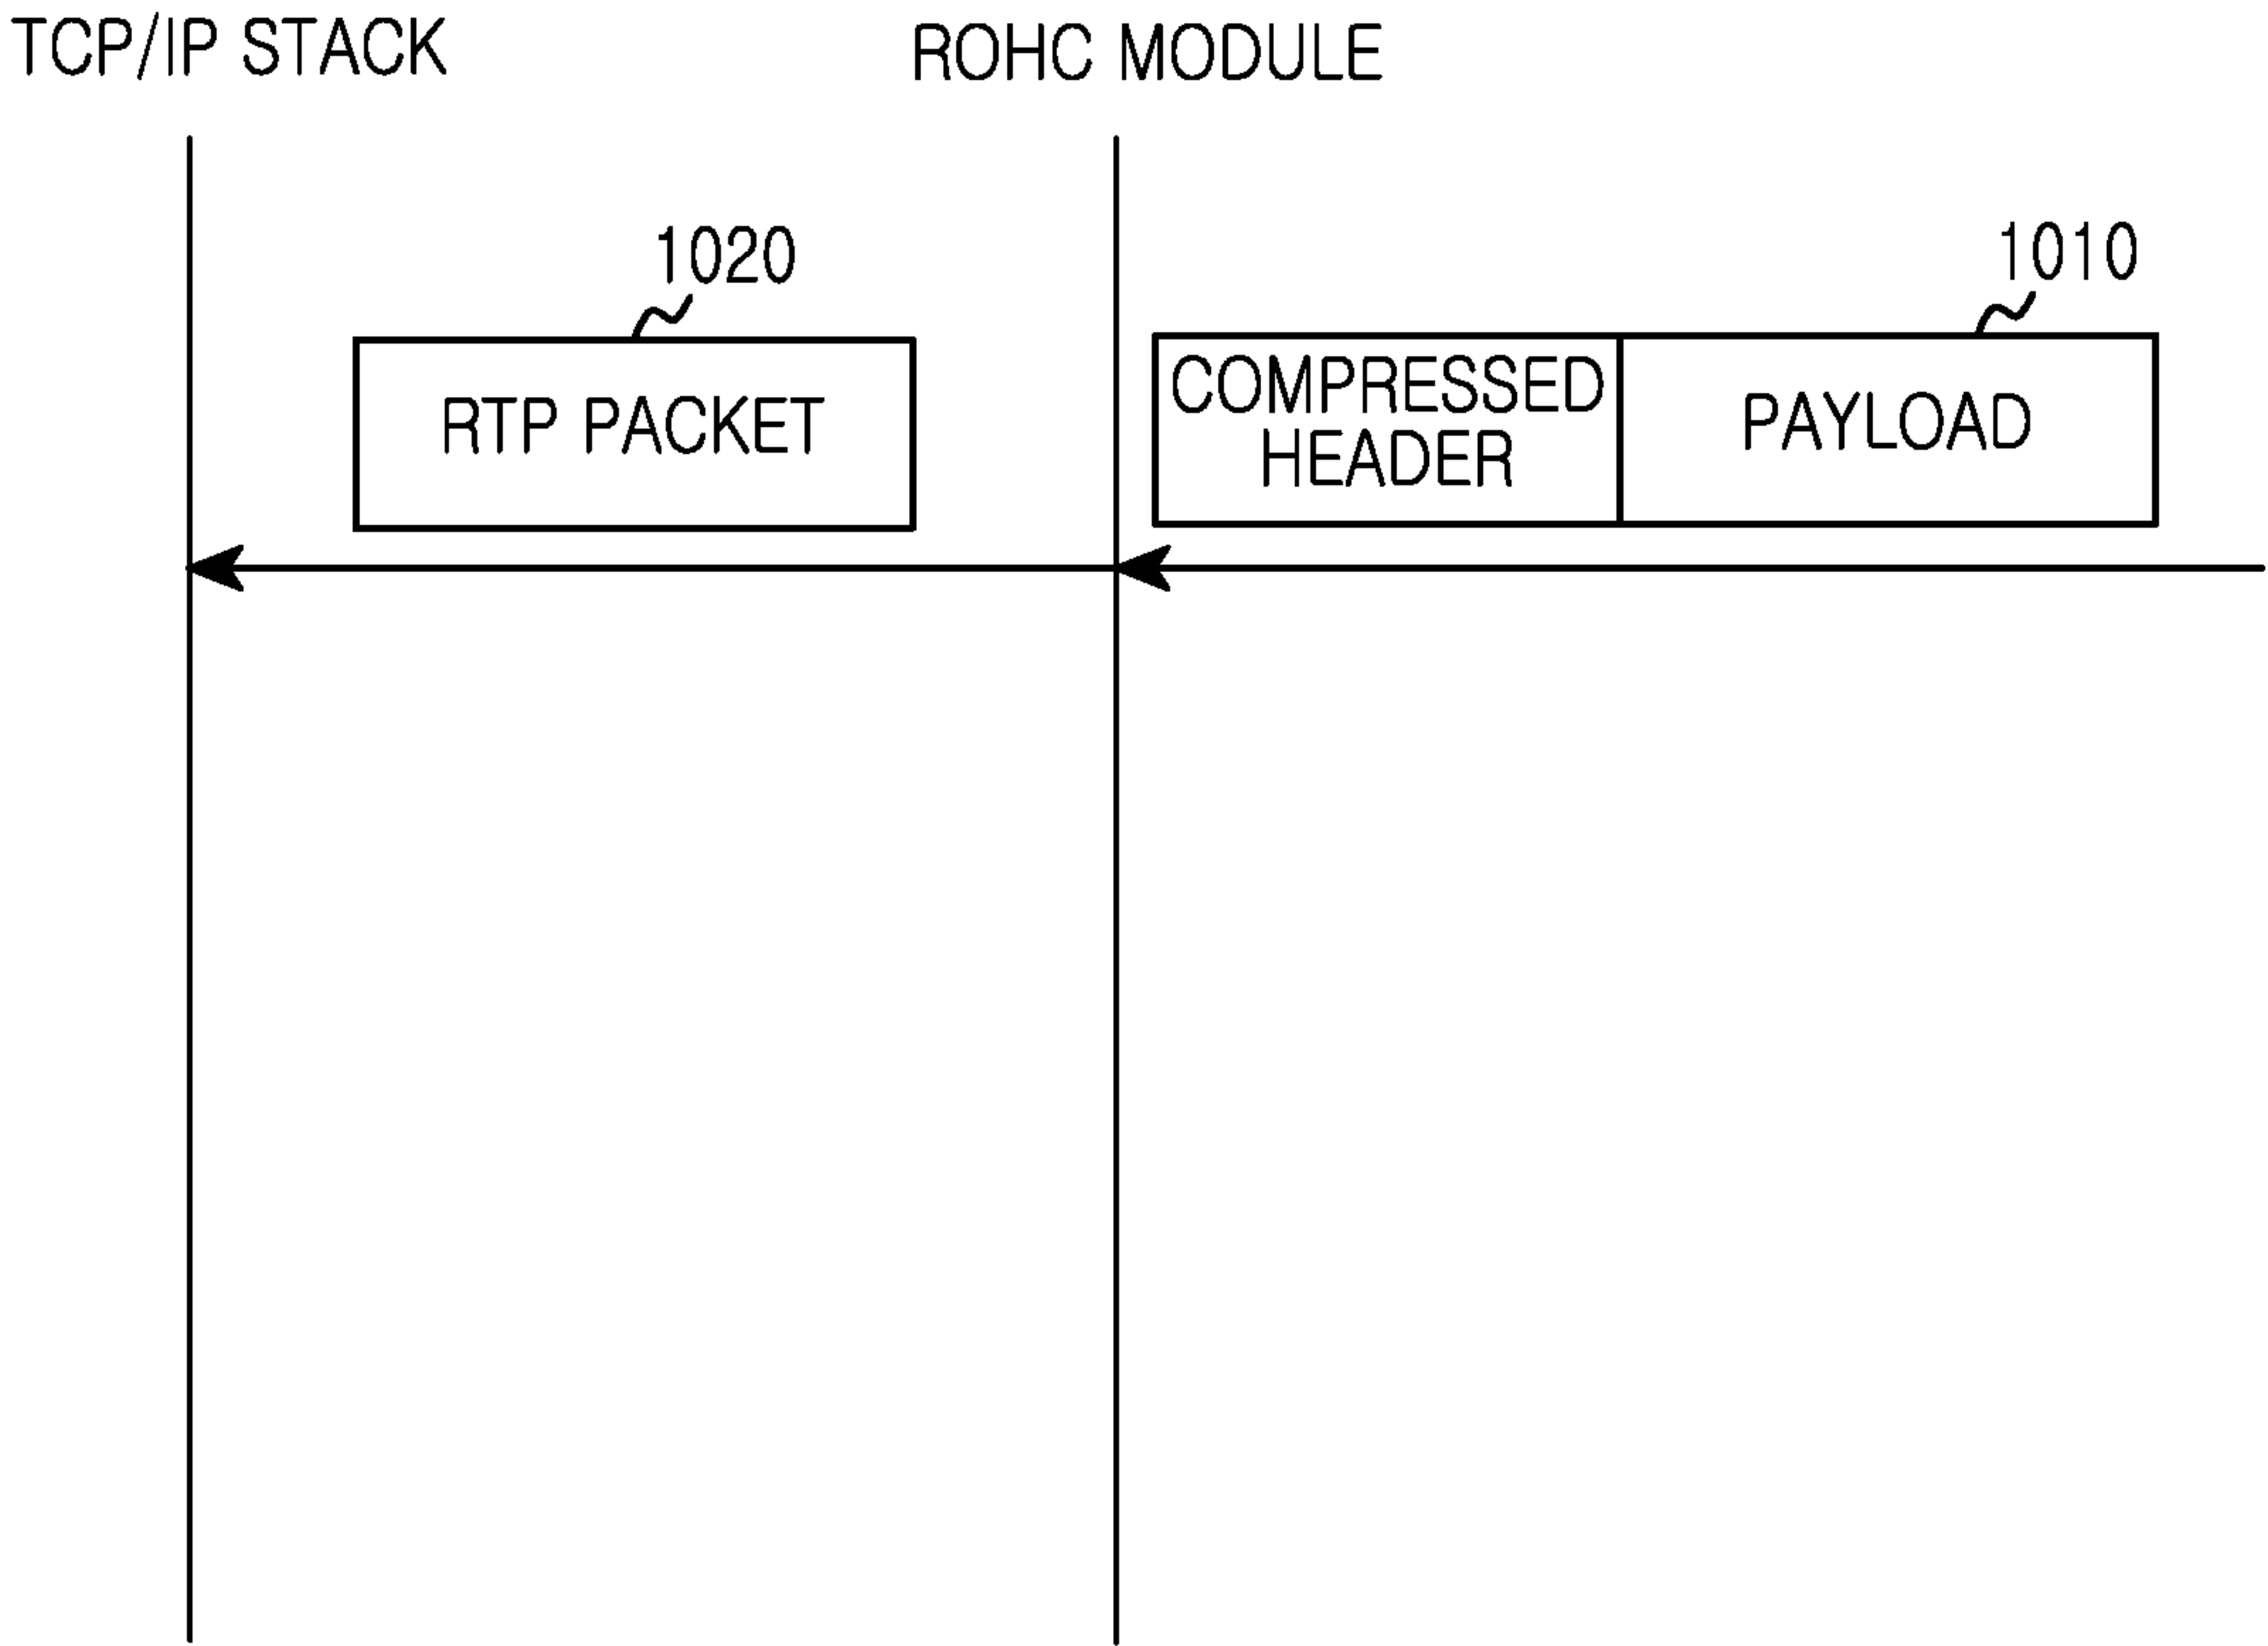 TCP/IP STACK
ROHC MODULE
1020
1010
RTP PACKET
COMPRESSED
HEADER
PAYLOAD